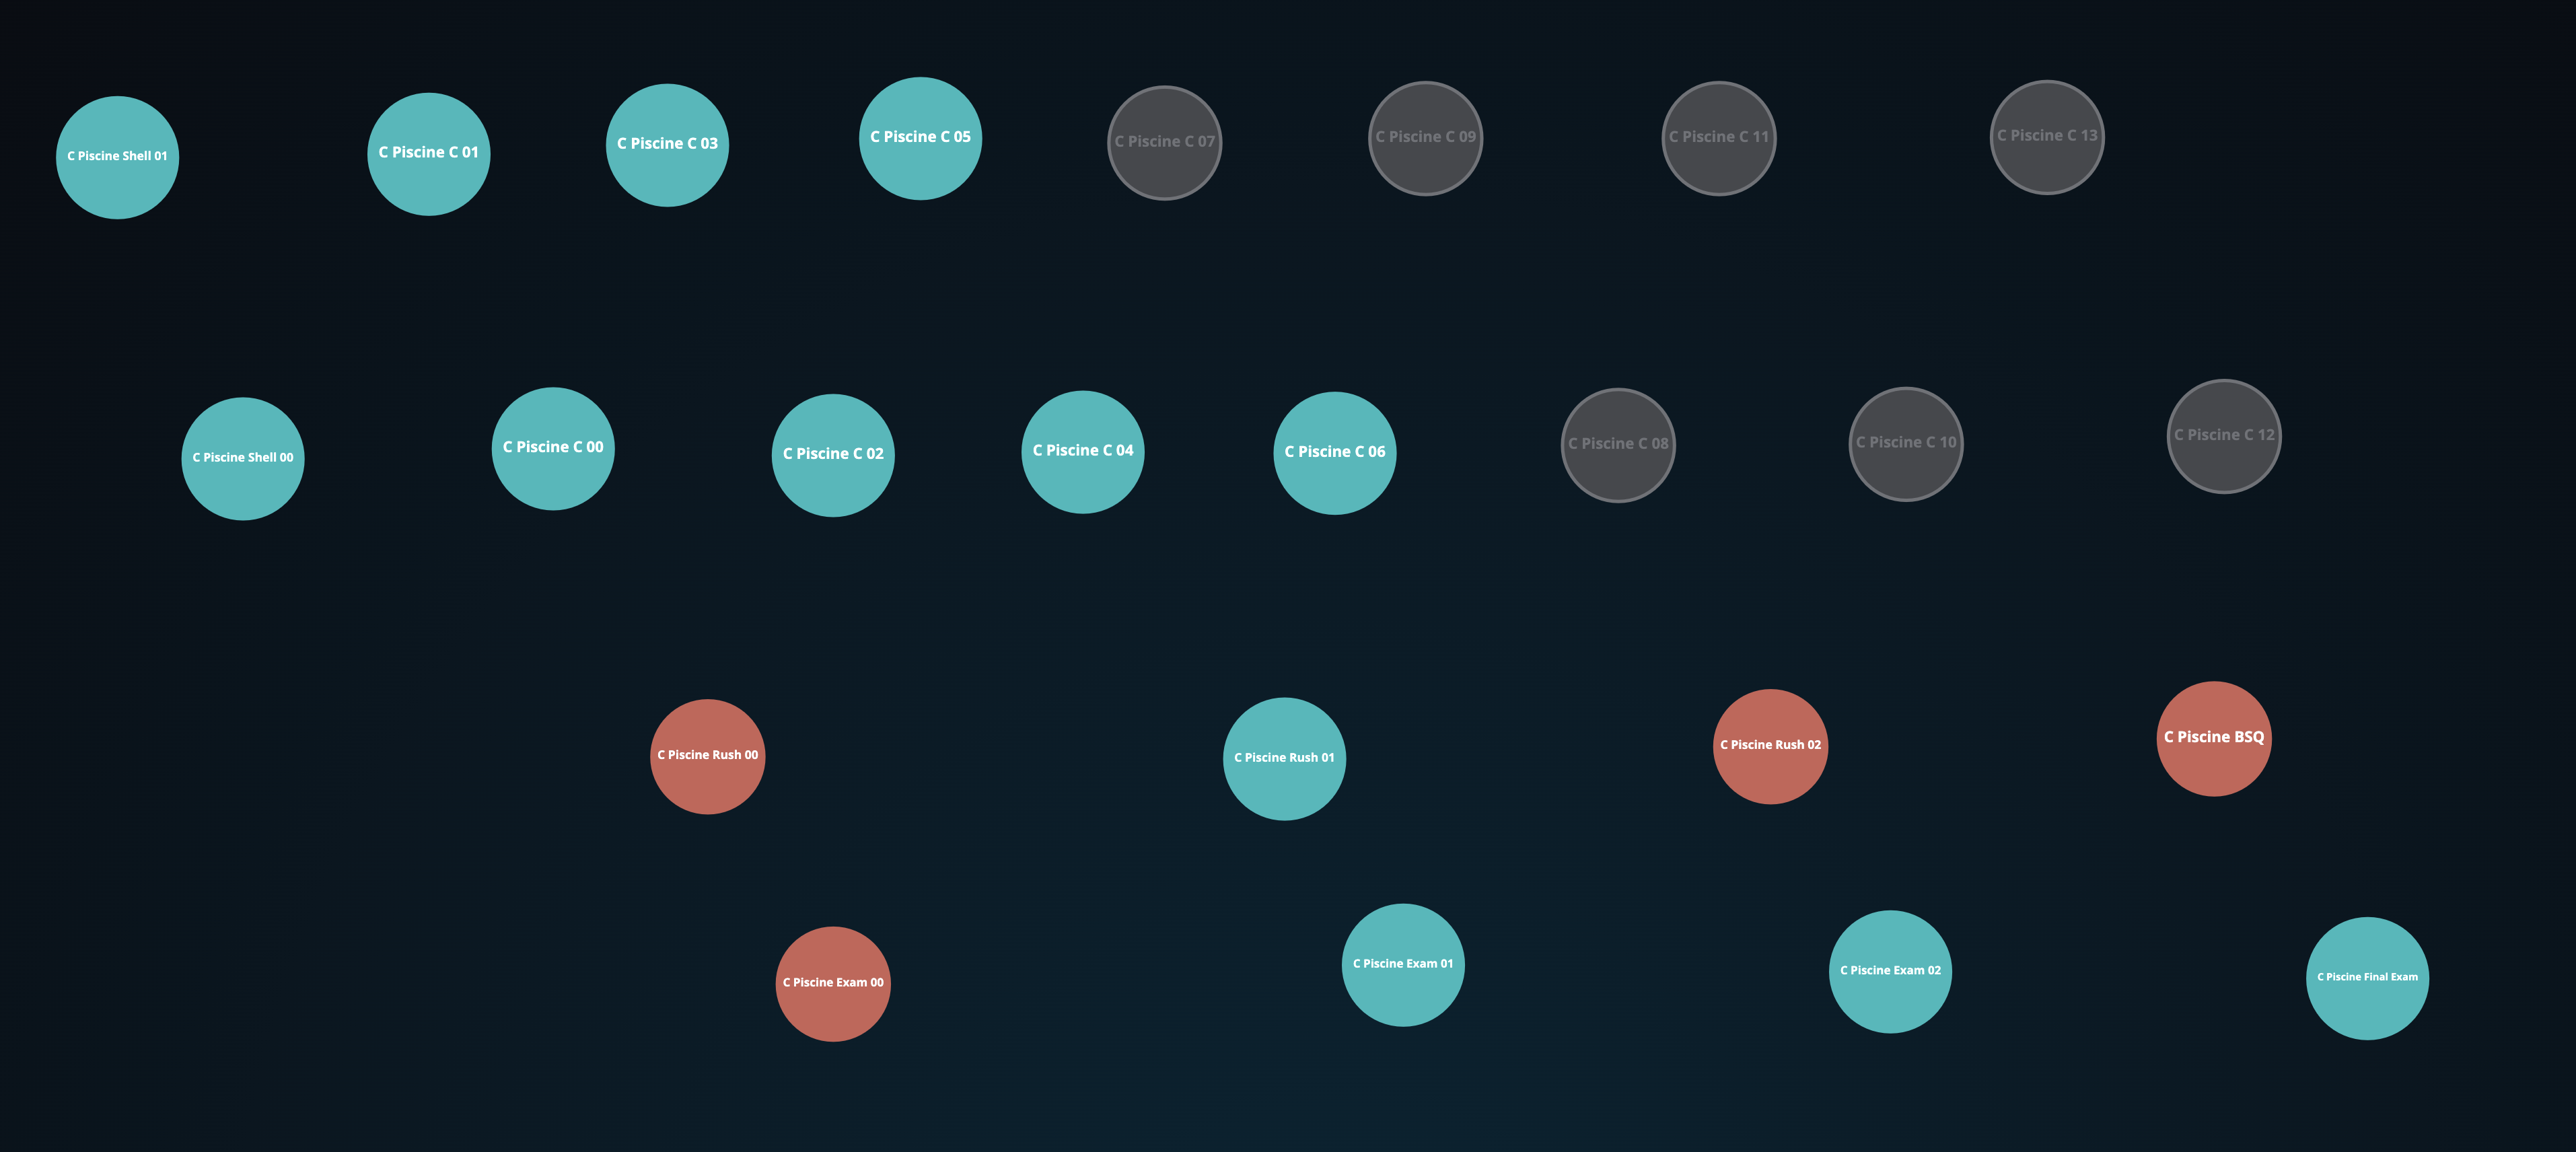 C Piscine Shell 01
C Piscine C 01
C Piscine C 03
C Piscine C 05
C Piscine C 07
C Piscine C 09
C Piscine C 11
C Piscine C 13
C Piscine Shell 00
C Piscine C 00
C Piscine C 02
C Piscine C 04
C Piscine C 06
C Piscine C 08
C Piscine C 10
C Piscine C 12
C Piscine Rush 00
C Piscine Rush 01
C Piscine Rush 02
C Piscine BSQ
C Piscine Exam 00
C Piscine Exam 01
C Piscine Exam 02
C Piscine Final Exam